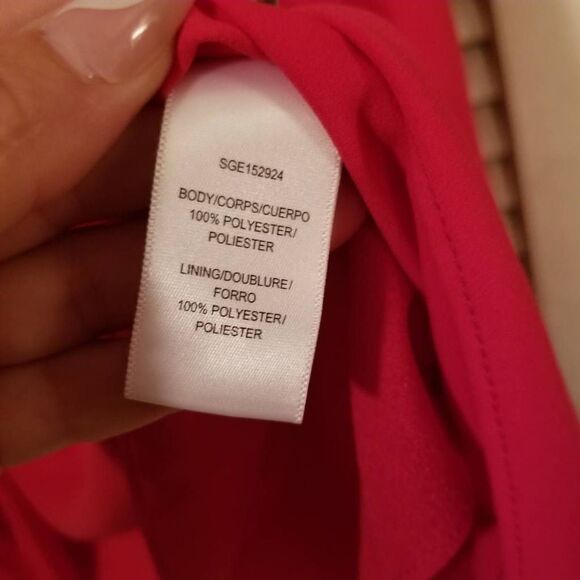 SGE152924
BODY/CORPS/CUERPO
100% POLYESTER/
POLIESTER
LINING/DOUBLURE/
FORRO
100% POLYESTER/
POLIESTER